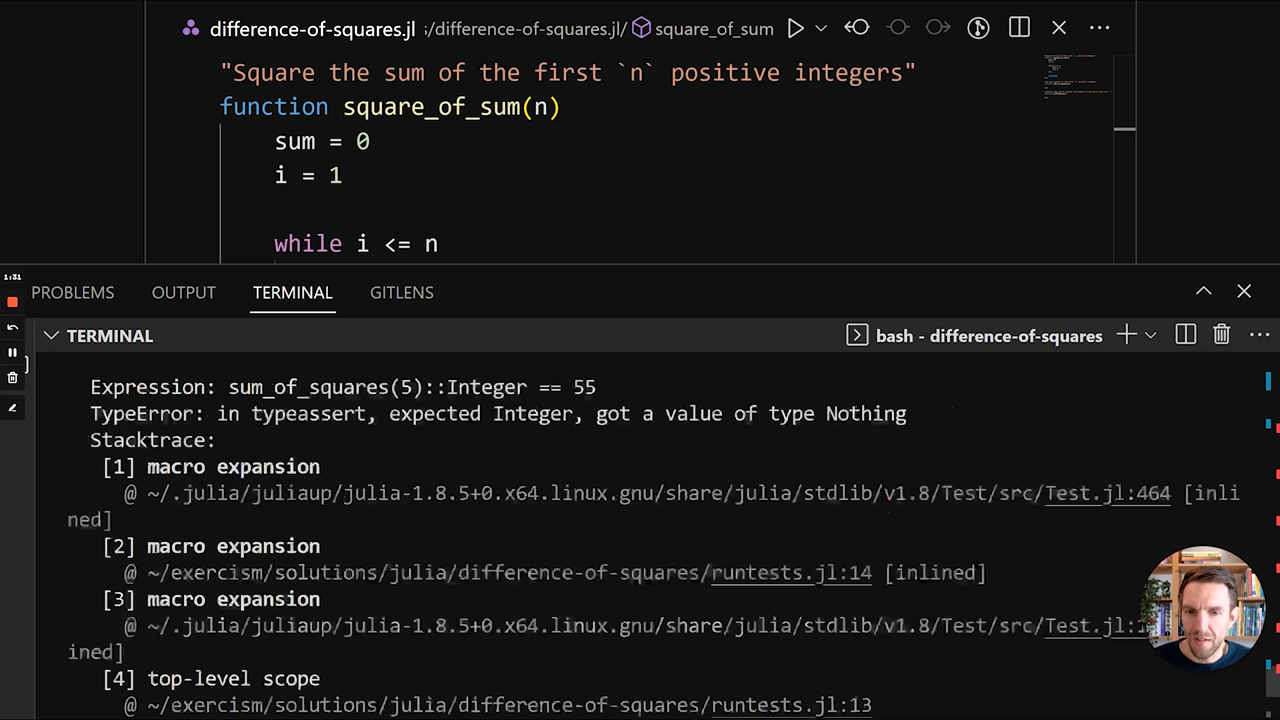 difference-of-squares.jl ;/difference-of-squares.jl/ square_of_sum
"Square the sum of the first `n` positive integers"
function square_of_sum(n)
sum = 0
i = 1
while i <= n
1:31
PROBLEMS OUTPUT TERMINAL GITLENS
TERMINAL bash - difference-of-squares
Expression: sum_of_squares(5)::Integer == 55
TypeError: in typeassert, expected Integer, got a value of type Nothing
Stacktrace:
[1] macro expansion
@ ~/.julia/juliaup/julia-1.8.5+0.x64.linux.gnu/share/julia/stdlib/v1.8/Test/src/Test.jl:464 [inli
ned]
[2] macro expansion
@ ~/exercism/solutions/julia/difference-of-squares/runtests.jl:14 [inlined]
[3] macro expansion
@ ~/.julia/juliaup/julia-1.8.5+0.x64.linux.gnu/share/julia/stdlib/v1.8/Test/src/Test.jl:
ined]
[4] top-level scope
@ ~/exercism/solutions/julia/difference-of-squares/runtests.jl:13